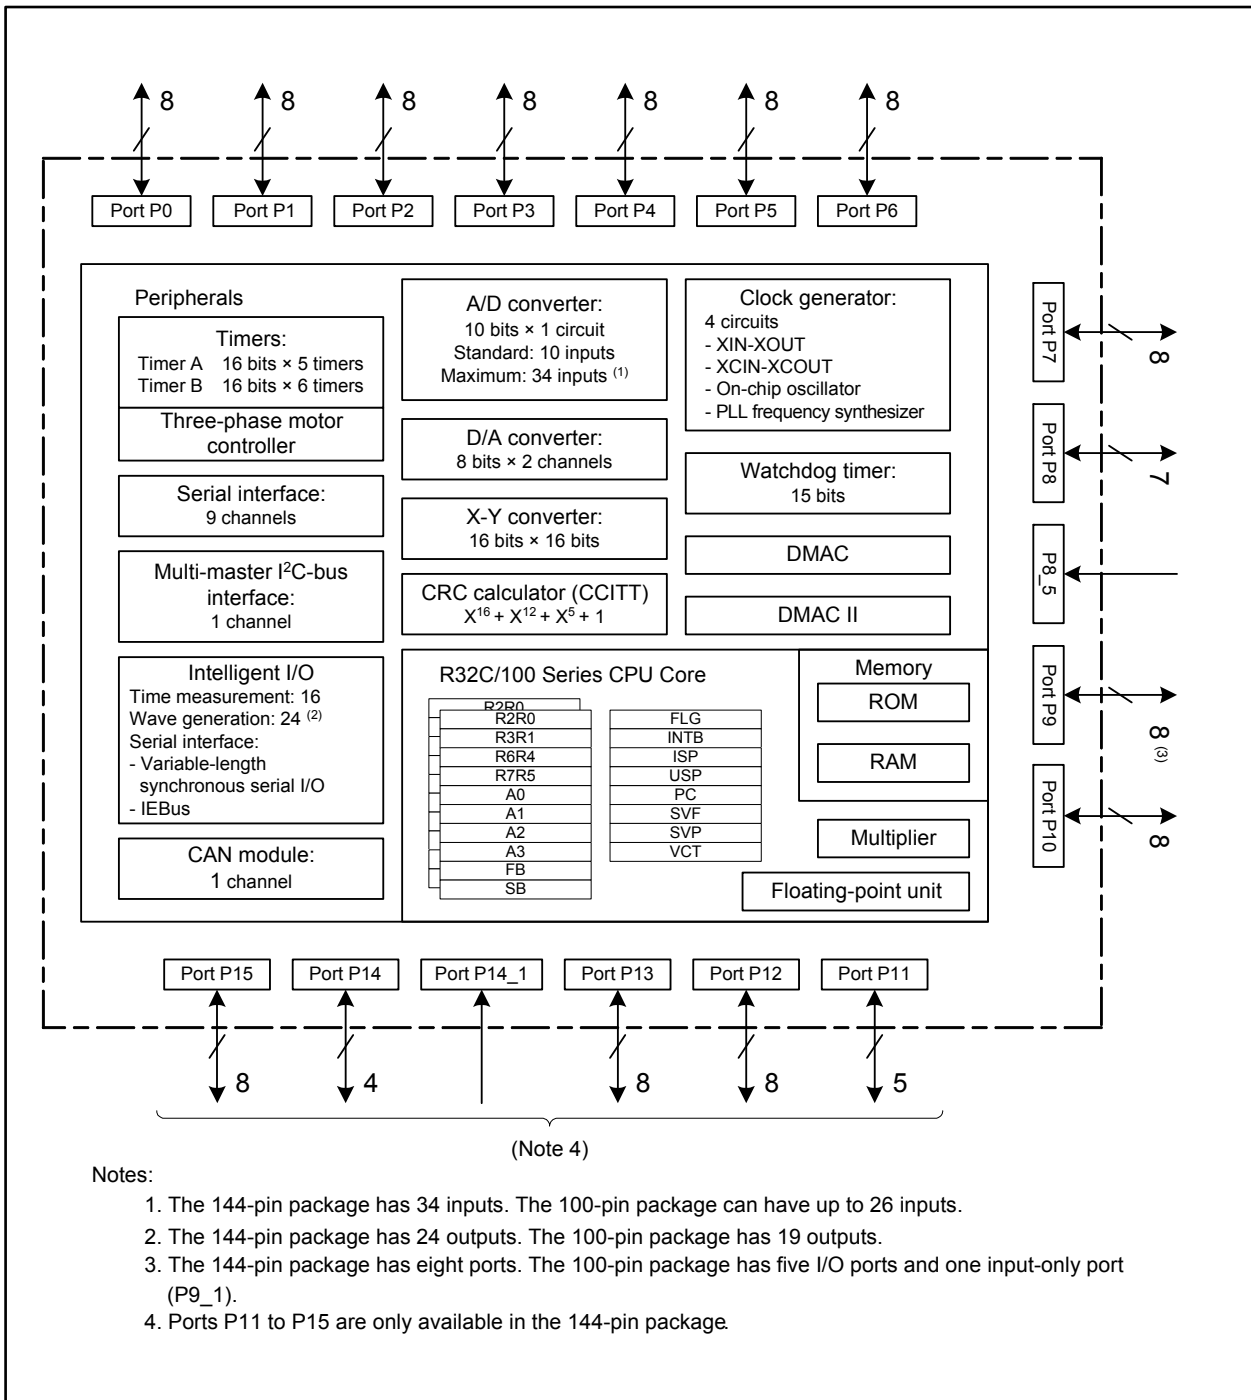 8 8 8 8 8 8 8
Port P0 Port P1 Port P2 Port P3 Port P4 Port P5 Port P6
Peripherals
Timers:
Timer A 16 bits × 5 timers
Timer B 16 bits × 6 timers
Three-phase motor
controller
Serial interface:
9 channels
Multi-master I²C-bus
interface:
1 channel
Intelligent I/O
Time measurement: 16
Wave generation: 24 (2)
Serial interface:
- Variable-length
synchronous serial I/O
- IEBus
CAN module:
1 channel
A/D converter:
10 bits × 1 circuit
Standard: 10 inputs
Maximum: 34 inputs (1)
D/A converter:
8 bits × 2 channels
X-Y converter:
16 bits × 16 bits
CRC calculator (CCITT)
X¹⁶ + X¹² + X⁵ + 1
Clock generator:
4 circuits
- XIN-XOUT
- XCIN-XCOUT
- On-chip oscillator
- PLL frequency synthesizer
Watchdog timer:
15 bits
DMAC
DMAC II
R32C/100 Series CPU Core
R2R0
R2R0
R3R1
R6R4
R7R5
A0
A1
A2
A3
FB
SB
FLG
INTB
ISP
USP
PC
SVF
SVP
VCT
Memory
ROM
RAM
Multiplier
Floating-point unit
Port P7
8
Port P8
7
P8_5
Port P9
8 (3)
Port P10
8
Port P15 Port P14 Port P14_1 Port P13 Port P12 Port P11
8 4 8 8 5
(Note 4)
Notes:
1. The 144-pin package has 34 inputs. The 100-pin package can have up to 26 inputs.
2. The 144-pin package has 24 outputs. The 100-pin package has 19 outputs.
3. The 144-pin package has eight ports. The 100-pin package has five I/O ports and one input-only port
(P9_1).
4. Ports P11 to P15 are only available in the 144-pin package.